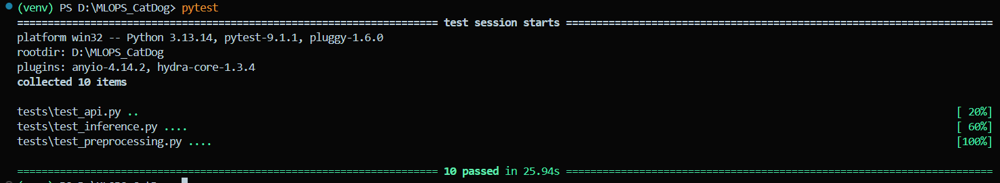 (venv) PS D:\MLOPS_CatDog> pytest
============================= test session starts =============================
platform win32 -- Python 3.13.14, pytest-9.1.1, pluggy-1.6.0
rootdir: D:\MLOPS_CatDog
plugins: anyio-4.14.2, hydra-core-1.3.4
collected 10 items
tests\test_api.py .. [ 20%]
tests\test_inference.py .... [ 60%]
tests\test_preprocessing.py .... [100%]
============================= 10 passed in 25.94s =============================